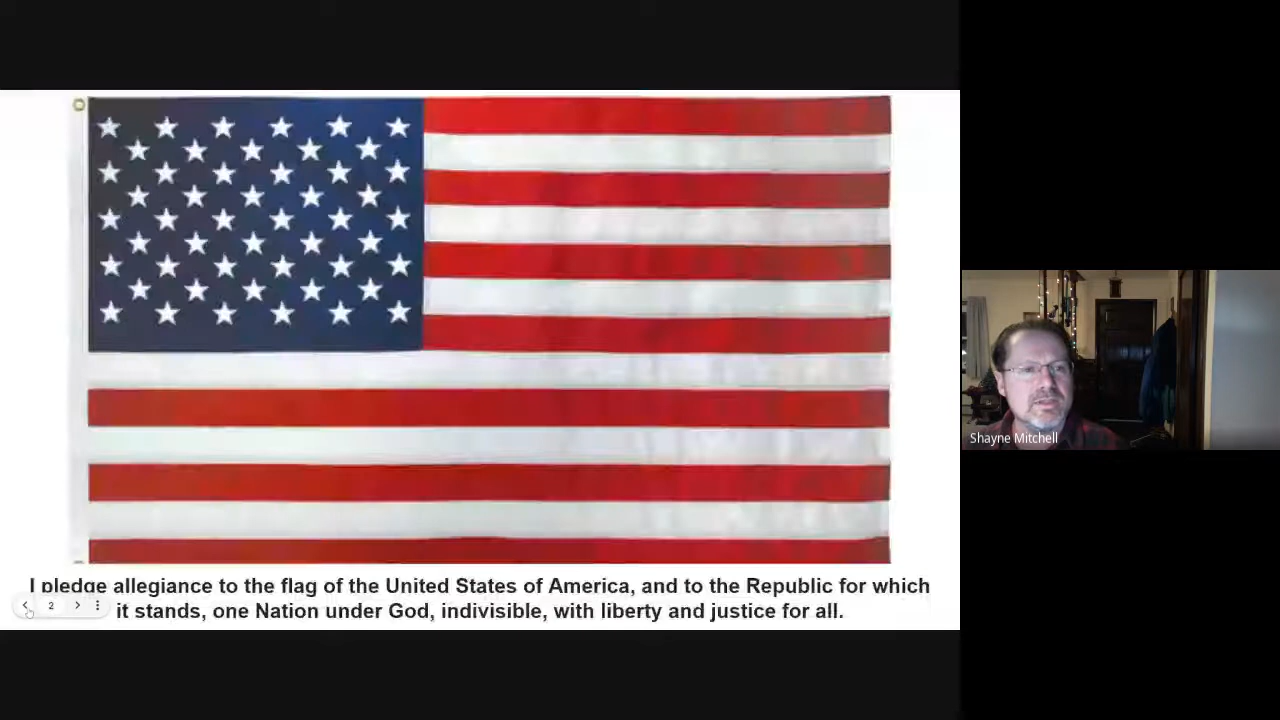 I pledge allegiance to the flag of the United States of America, and to the Republic for which
it stands, one Nation under God, indivisible, with liberty and justice for all.
2
Shayne Mitchell